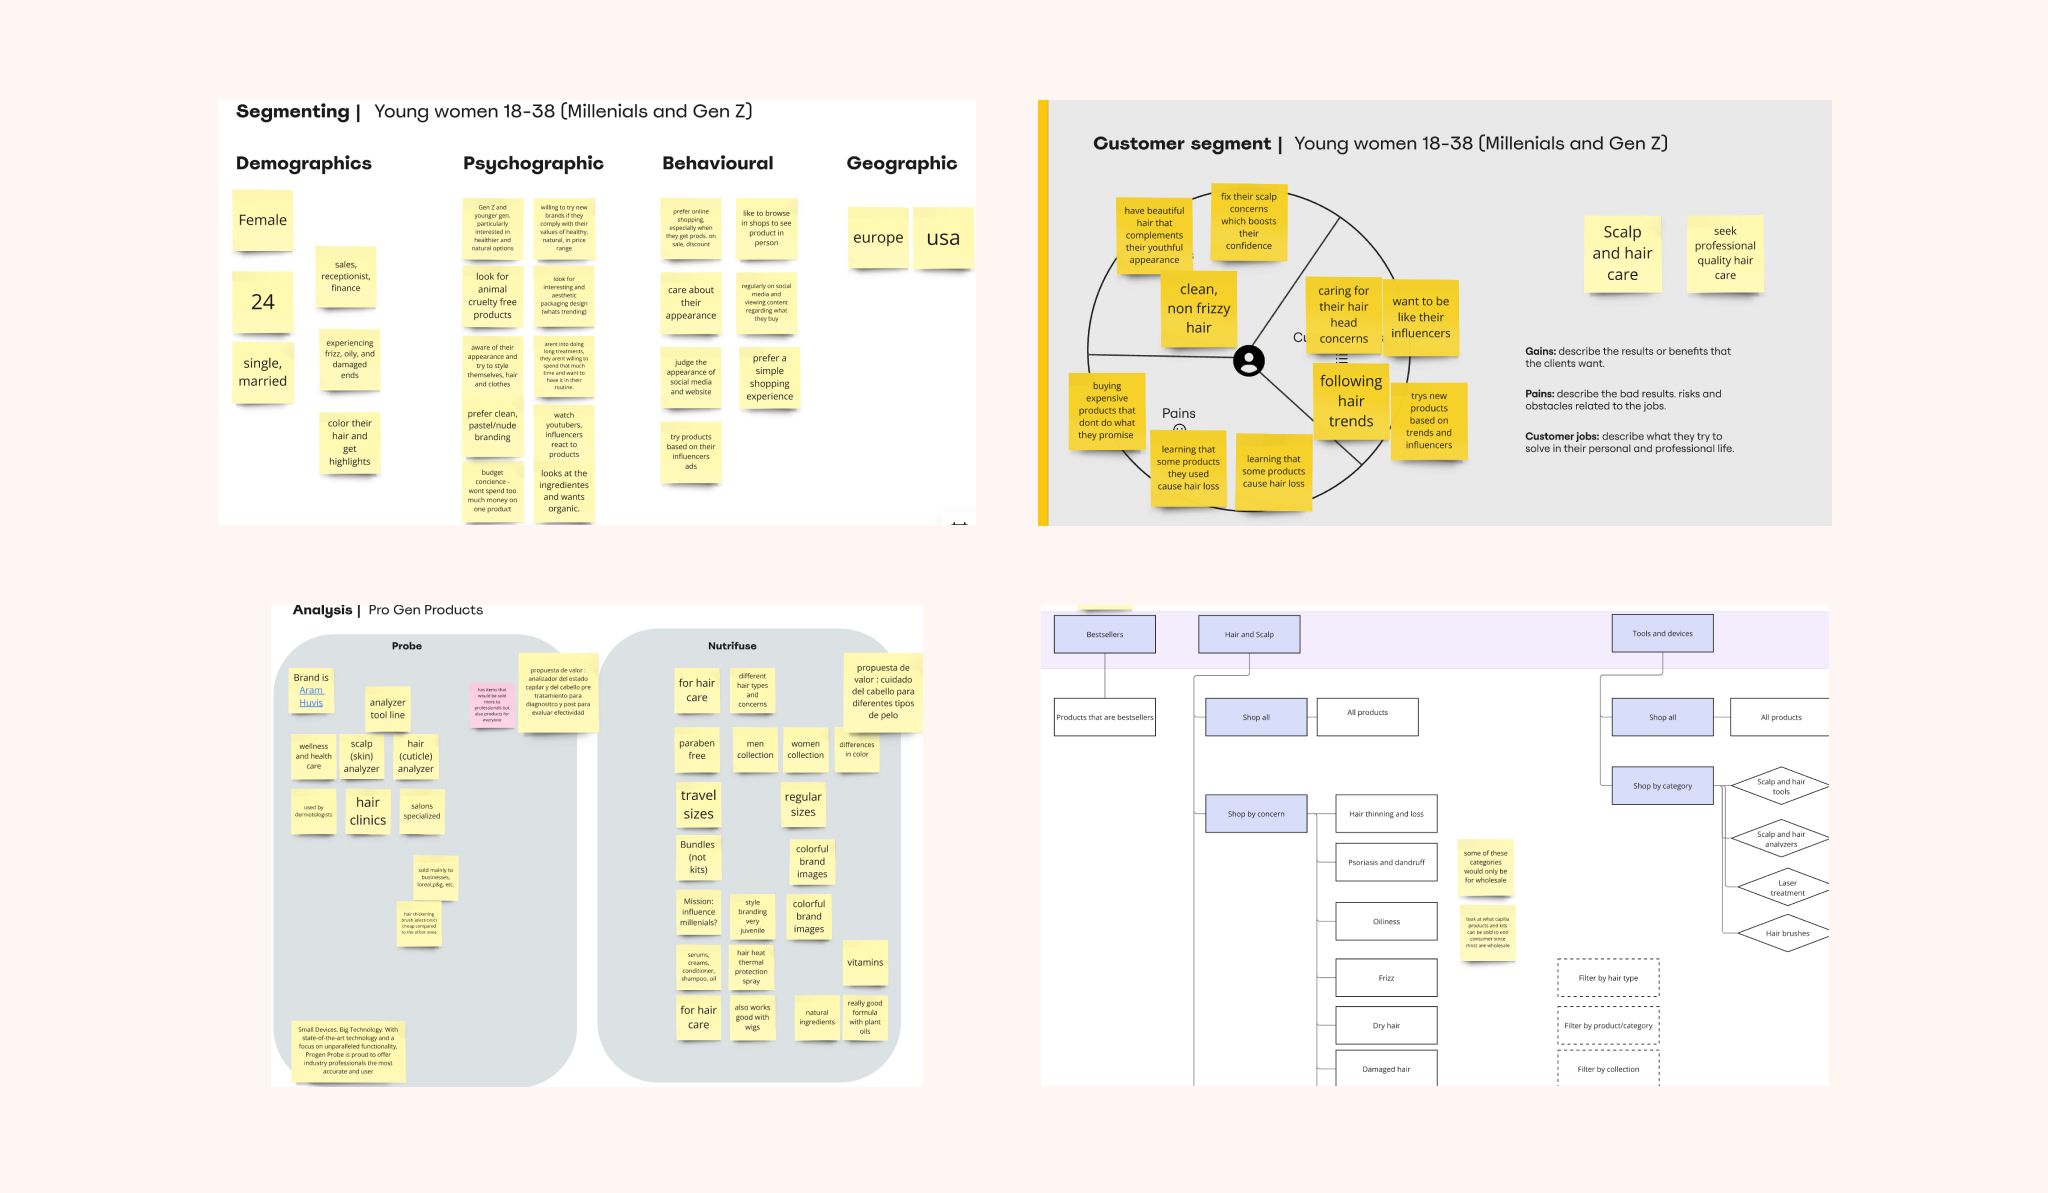 Segmenting | Young women 18-38 (Millenials and Gen Z)
Demographics
Psychographic
Behavioural
Geographic
Female
24
single,
married
sales,
receptionist,
finance
experiencing
frizz, oily, and
damaged
ends
color their
hair and
get
highlights
Gen Z and
younger gen.
particularly
interested in
healthier and
natural options
willing to try new
brands if they
comply with their
values of healthy,
natural, in price
range
look for
animal
cruelty free
products
look for
interesting and
aesthetic
packaging design
(whats trending)
aware of their
appearance and
try to style
themselves, hair
and clothes
arent into doing
long treatments,
they arent willing to
spend that much
time and want to
have it in their
routine.
prefer clean,
pastel/nude
branding
watch
youtubers,
influencers
react to
products
budget
concience -
wont spend too
much money on
one product
looks at the
ingredientes
and wants
organic.
prefer online
shopping,
especially when
they get prods. on
sale, discount
like to browse
in shops to see
product in
person
care about
their
appearance
regularly on social
media and
viewing content
regarding what
they buy
judge the
appearance of
social media
and website
prefer a
simple
shopping
experience
try products
based on their
influencers
ads
europe
usa
Customer segment | Young women 18-38 (Millenials and Gen Z)
have beautiful
hair that
complements
their youthful
appearance
fix their scalp
concerns
which boosts
their
confidence
clean,
non frizzy
hair
caring for
their hair
head
concerns
want to be
like their
influencers
following
hair
trends
trys new
products
based on
trends and
influencers
buying
expensive
products that
dont do what
they promise
Pains
learning that
some products
they used
cause hair loss
learning that
some products
cause hair loss
Scalp
and hair
care
seek
professional
quality hair
care
Gains: describe the results or benefits that
the clients want.
Pains: describe the bad results. risks and
obstacles related to the jobs.
Customer jobs: describe what they try to
solve in their personal and professional life.
Analysis | Pro Gen Products
Probe
Brand is
Aram
Huvis
analyzer
tool line
has items that
would be sold
more to
professionals but
also products for
everyone
propuesta de valor :
analizador del estado
capilar y del cabello pre
tratamiento para
diagnositco y post para
evaluar efectividad
wellness
and health
care
scalp
(skin)
analyzer
hair
(cuticle)
analyzer
used by
dermatologists
hair
clinics
salons
specialized
sold mainly to
businesses,
loreal,p&g, etc.
hair thickening
brush (electronic)
cheap compared
to the other ones
Small Devices. Big Technology. With
state-of-the-art technology and a
focus on unparalleled functionality,
Progen Probe is proud to offer
industry professionals the most
accurate and user
Nutrifuse
for hair
care
different
hair types
and
concerns
propuesta de
valor : cuidado
del cabello para
diferentes tipos
de pelo
paraben
free
men
collection
women
collection
differences
in color
travel
sizes
regular
sizes
Bundles
(not
kits)
colorful
brand
images
Mission:
influence
millenials?
style
branding
very
juvenile
colorful
brand
images
serums,
creams,
conditioner,
shampoo, oil
hair heat
thermal
protection
spray
vitamins
for hair
care
also works
good with
wigs
natural
ingredients
really good
formula
with plant
oils
Bestsellers
Hair and Scalp
Tools and devices
Products that are bestsellers
Shop all
All products
Shop all
All products
Shop by concern
Hair thinning and loss
Psoriasis and dandruff
Oiliness
Frizz
Dry hair
Damaged hair
some of these
categories
would only be
for wholesale
look at what capilia
products and kits
can be sold to end
consumer since
most are wholesale
Shop by category
Scalp and hair
tools
Scalp and hair
analyzers
Laser
treatment
Hair brushes
Filter by hair type
Filter by product/category
Filter by collection